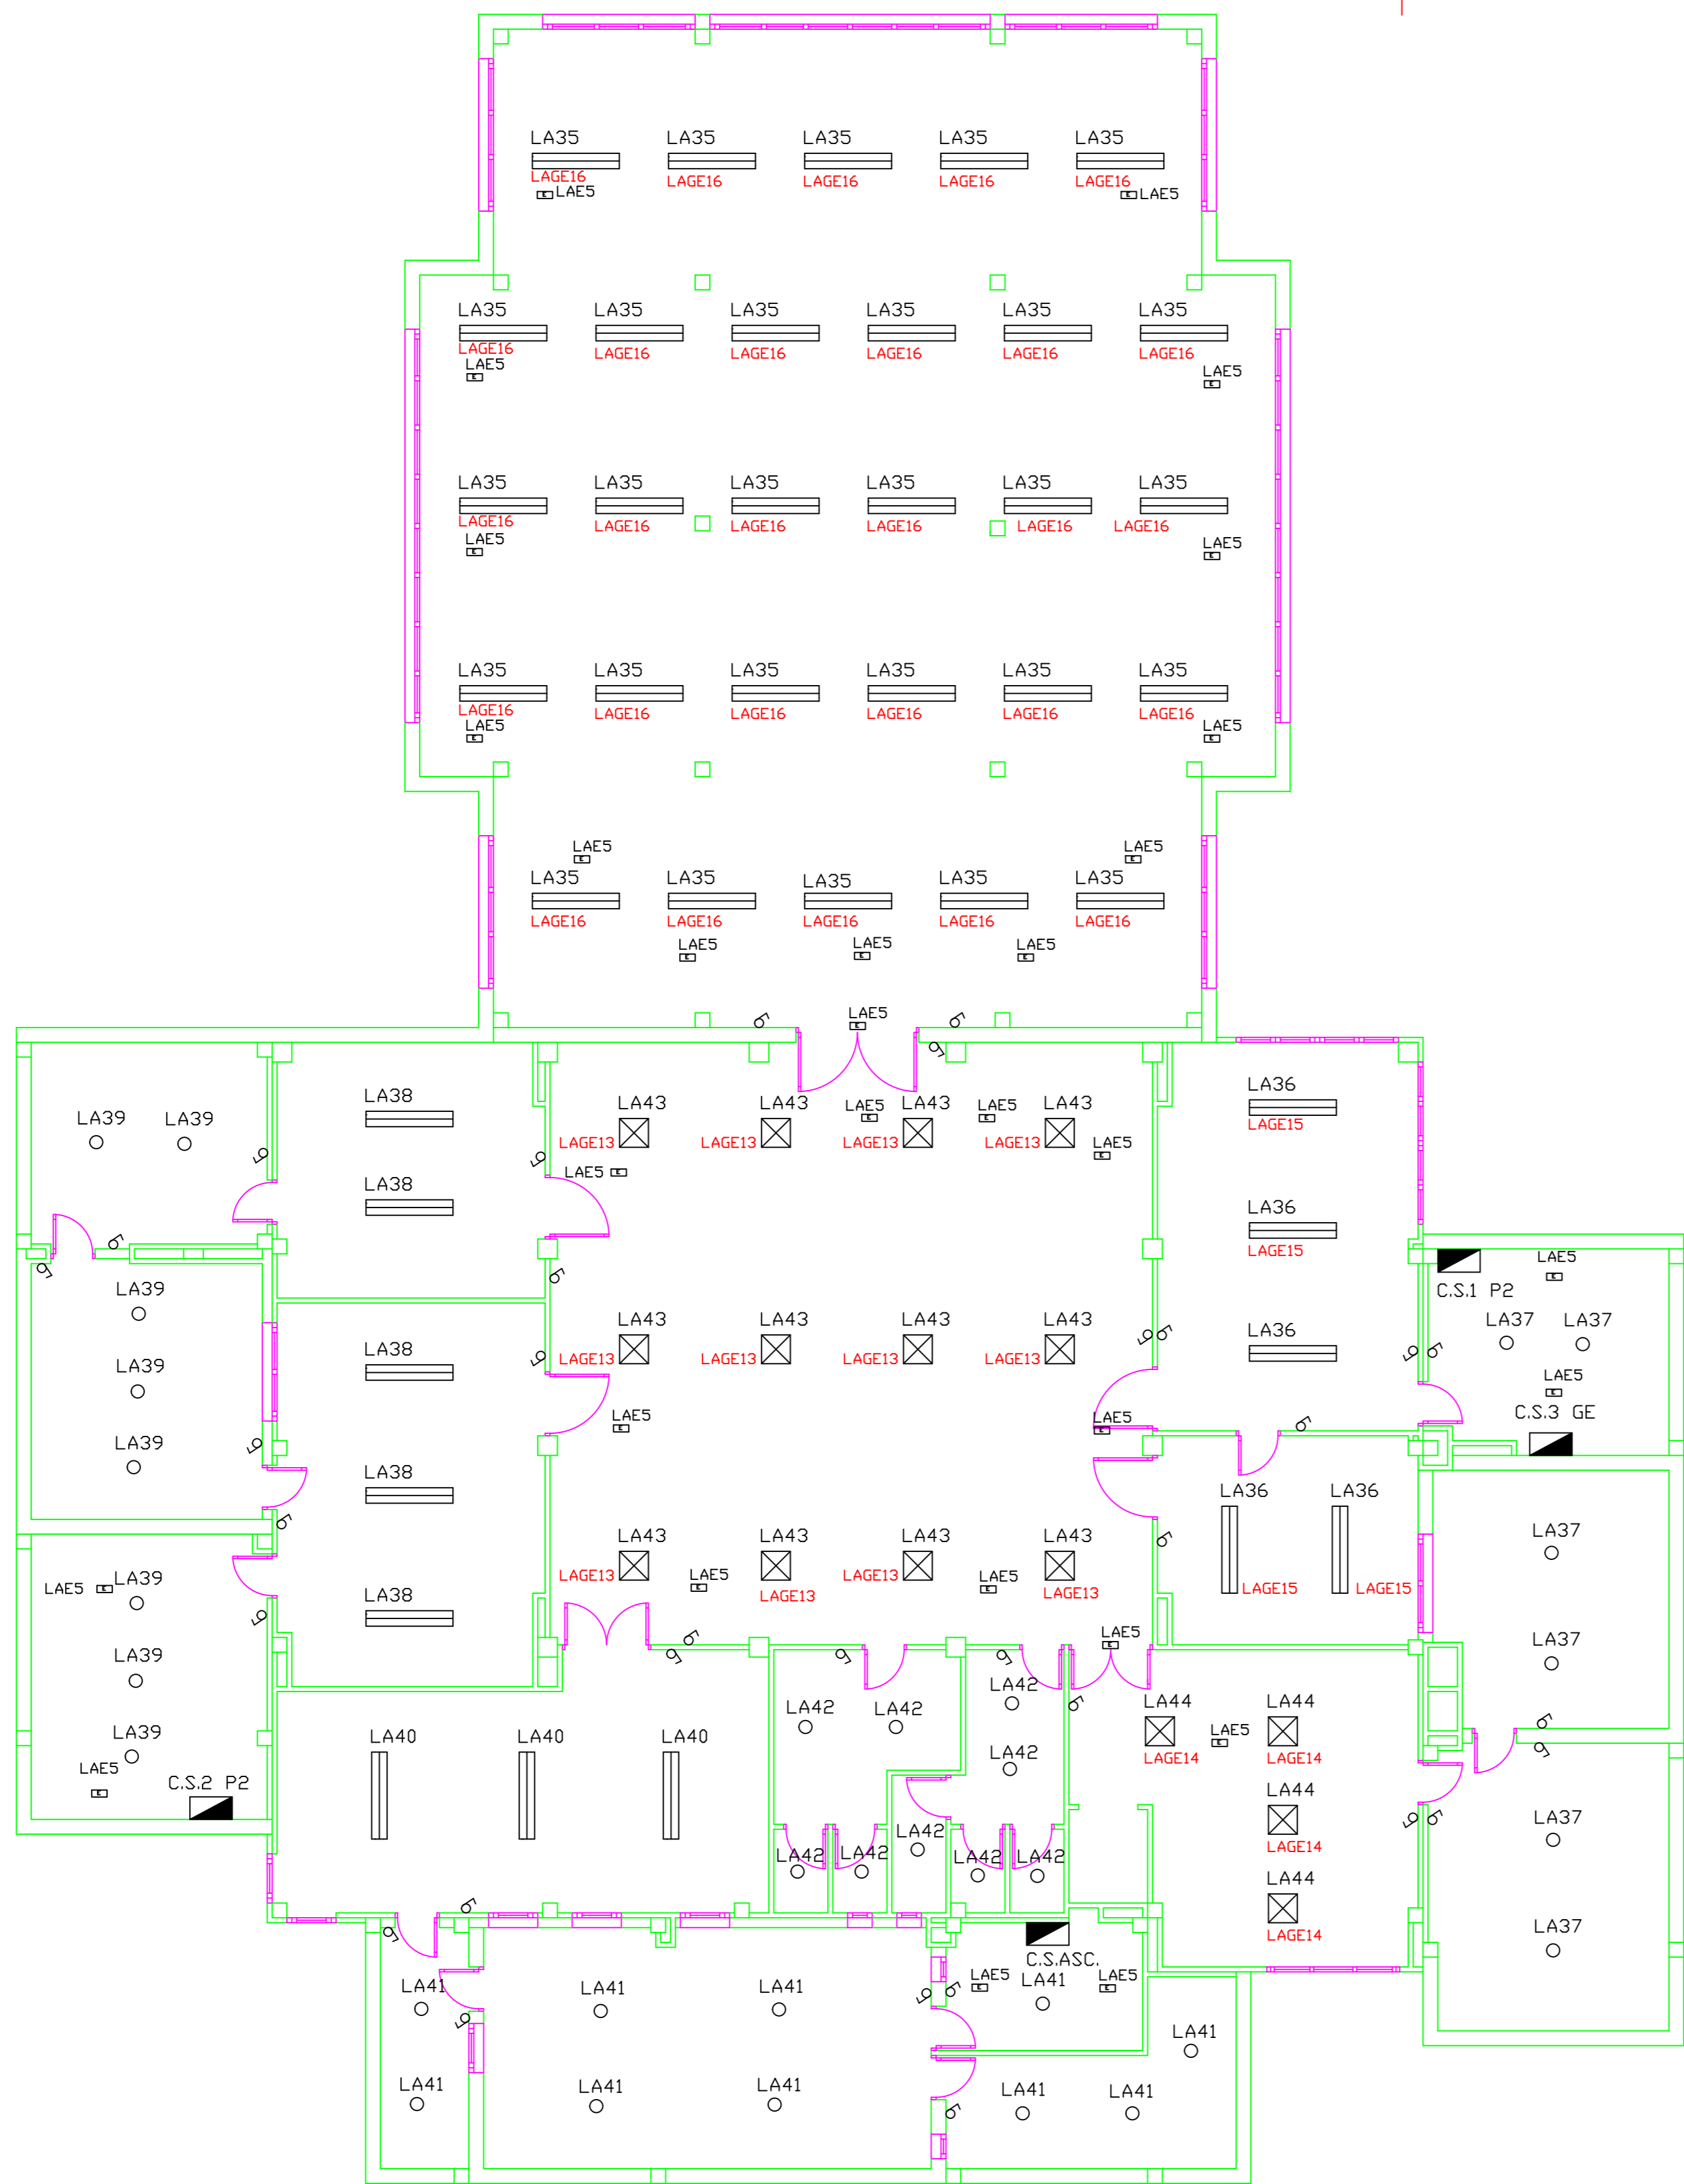 LA35 LA35 LA35 LA35 LA35
LAGE16 LAGE16 LAGE16 LAGE16 LAGE16
LAE5 LAE5
LA35 LA35 LA35 LA35 LA35 LA35
LAGE16 LAGE16 LAGE16 LAGE16 LAGE16 LAGE16
LAE5 LAE5
LA35 LA35 LA35 LA35 LA35 LA35
LAGE16 LAGE16 LAGE16 LAGE16 LAGE16 LAGE16
LAE5 LAE5
LA35 LA35 LA35 LA35 LA35 LA35
LAGE16 LAGE16 LAGE16 LAGE16 LAGE16 LAGE16
LAE5 LAE5
LAE5 LAE5
LA35 LA35 LA35 LA35 LA35
LAGE16 LAGE16 LAGE16 LAGE16 LAGE16
LAE5 LAE5 LAE5
LAE5
LA36
LA38 LA43 LA43 LA43 LA43
LAE5 LAE5
LA39 LA39 LAGE15
LAGE13 LAGE13 LAGE13 LAGE13 LAE5
LAE5
LA38 LA36
LAGE15
LAE5
C.S.1 P2
LA39 LA43 LA43 LA43 LA43 LA37 LA37
LA38 LA36
LAGE13 LAGE13 LAGE13 LAGE13
LA39 LAE5
LAE5 LAE5 C.S.3 GE
LA39
LA38 LA36 LA36
LA43 LA43 LA43 LA43 LA37
LA39 LAGE13 LAGE13
LAE5 LAE5 LAE5 LAGE15 LAGE15
LA38 LAGE13 LAGE13
LAE5
LA39 LA37
LA42 LA42 LA42 LA44 LA44
LA39 LA40 LA40 LA40 LAE5
LAGE14 LAGE14
LAE5 LA42
C.S.2 P2 LA44
LA37
LA42 LAGE14
LA42 LA42 LA42 LA42
LA44
LAGE14
LA37
C.S.ASC.
LA41 LA41 LA41 LAE5 LA41 LAE5
LA41
LA41 LA41 LA41 LA41 LA41